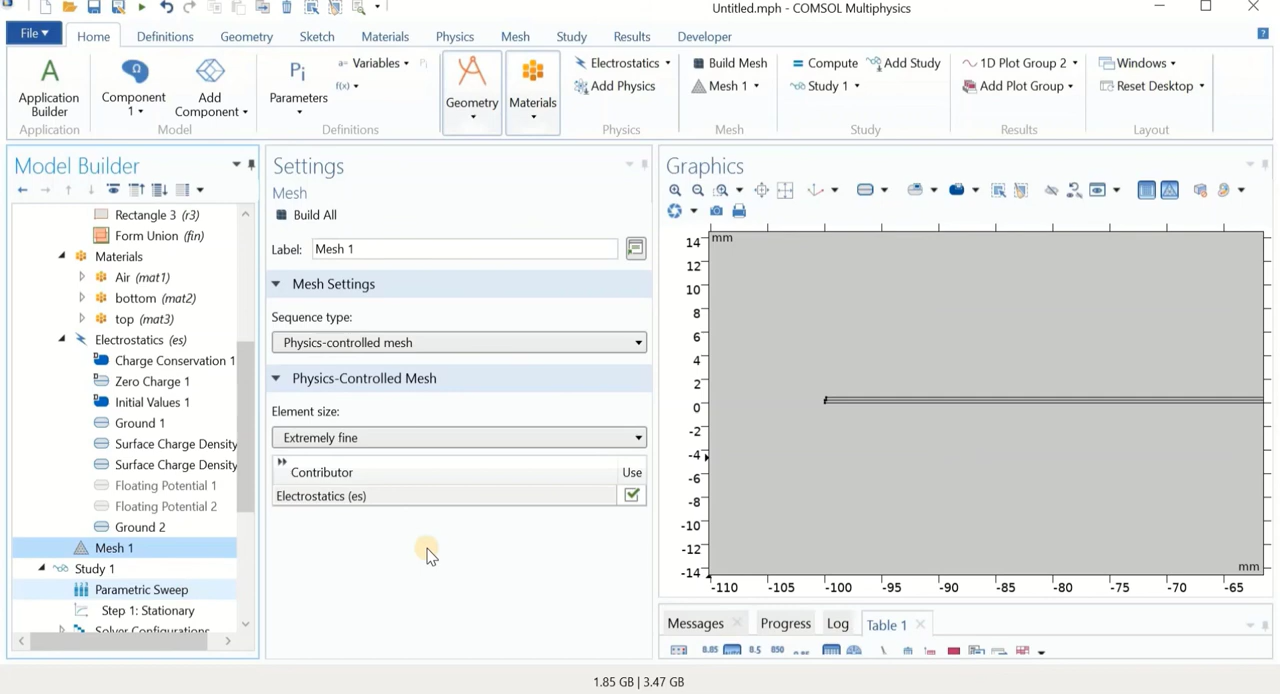 Untitled.mph - COMSOL Multiphysics
File
Home
Definitions
Geometry
Sketch
Materials
Physics
Mesh
Study
Results
Developer
Application
Builder
Application
Component
1
Add
Component
Model
Parameters
Variables
f(x)
Definitions
Geometry
Materials
Electrostatics
Add Physics
Physics
Build Mesh
Mesh 1
Mesh
Compute
Add Study
Study 1
Study
1D Plot Group 2
Add Plot Group
Results
Windows
Reset Desktop
Layout
Model Builder
Rectangle 3 (r3)
Form Union (fin)
Materials
Air (mat1)
bottom (mat2)
top (mat3)
Electrostatics (es)
Charge Conservation 1
Zero Charge 1
Initial Values 1
Ground 1
Surface Charge Density
Surface Charge Density
Floating Potential 1
Floating Potential 2
Ground 2
Mesh 1
Study 1
Parametric Sweep
Step 1: Stationary
Solver Configurations
Settings
Mesh
Build All
Label: Mesh 1
Mesh Settings
Sequence type:
Physics-controlled mesh
Physics-Controlled Mesh
Element size:
Extremely fine
Contributor Use
Electrostatics (es)
Graphics
mm
14
12
10
8
6
4
2
0
-2
-4
-6
-8
-10
-12
-14
mm
-110 -105 -100 -95 -90 -85 -80 -75 -70 -65
Messages
Progress
Log
Table 1
8.85
8.5
850
1.85 GB | 3.47 GB